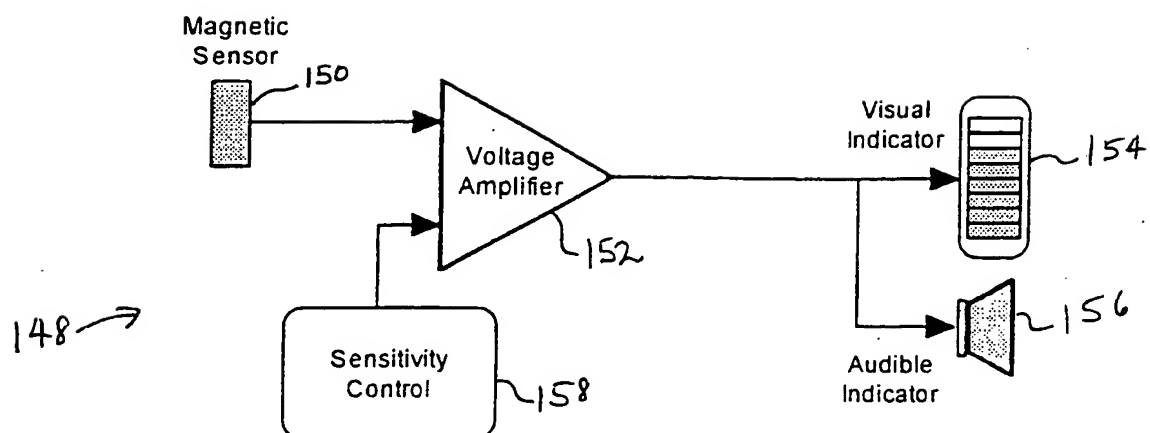 Magnetic
Sensor
150
Voltage
Amplifier
152
Visual
Indicator
154
148
Sensitivity
Control
158
Audible
Indicator
156